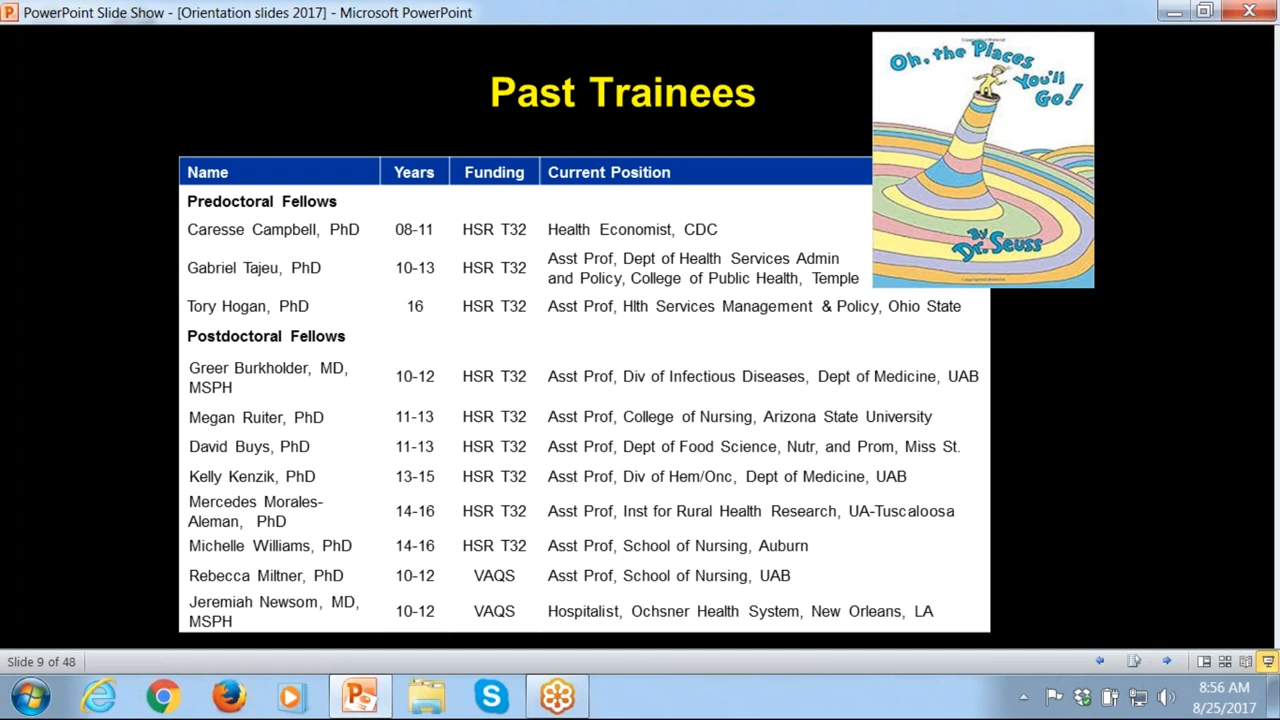 PowerPoint Slide Show - [Orientation slides 2017] - Microsoft PowerPoint
Past Trainees
Oh, the Places
You'll
Go!
By
Dr. Seuss
Name Years Funding Current Position
Predoctoral Fellows
Caresse Campbell, PhD 08-11 HSR T32 Health Economist, CDC
Gabriel Tajeu, PhD 10-13 HSR T32 Asst Prof, Dept of Health Services Admin
and Policy, College of Public Health, Temple
Tory Hogan, PhD 16 HSR T32 Asst Prof, Hlth Services Management & Policy, Ohio State
Postdoctoral Fellows
Greer Burkholder, MD,
MSPH 10-12 HSR T32 Asst Prof, Div of Infectious Diseases, Dept of Medicine, UAB
Megan Ruiter, PhD 11-13 HSR T32 Asst Prof, College of Nursing, Arizona State University
David Buys, PhD 11-13 HSR T32 Asst Prof, Dept of Food Science, Nutr, and Prom, Miss St.
Kelly Kenzik, PhD 13-15 HSR T32 Asst Prof, Div of Hem/Onc, Dept of Medicine, UAB
Mercedes Morales-
Aleman, PhD 14-16 HSR T32 Asst Prof, Inst for Rural Health Research, UA-Tuscaloosa
Michelle Williams, PhD 14-16 HSR T32 Asst Prof, School of Nursing, Auburn
Rebecca Miltner, PhD 10-12 VAQS Asst Prof, School of Nursing, UAB
Jeremiah Newsom, MD,
MSPH 10-12 VAQS Hospitalist, Ochsner Health System, New Orleans, LA
Slide 9 of 48
8:56 AM
8/25/2017